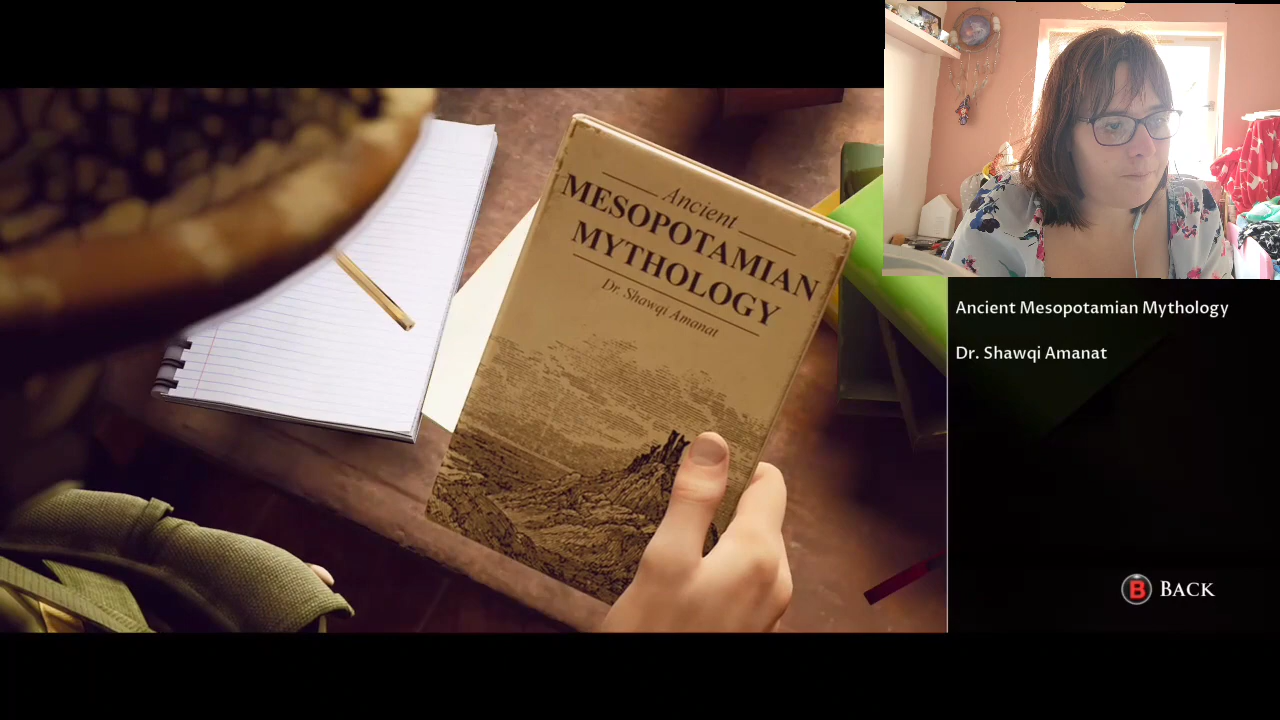 Ancient
MESOPOTAMIAN
MYTHOLOGY
Dr. Shawqi Amanat
Ancient Mesopotamian Mythology
Dr. Shawqi Amanat
B BACK